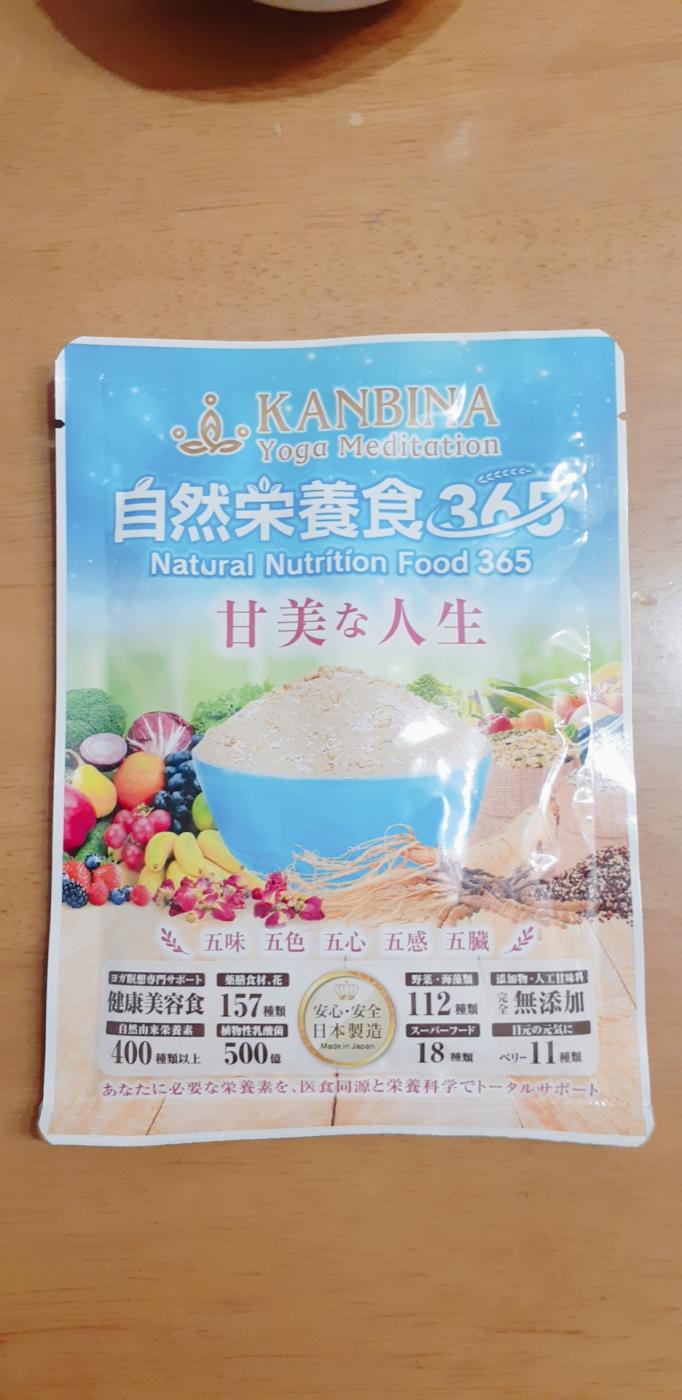 KANBINA
Yoga Meditation
自然栄養食365
Natural Nutrition Food 365
甘美な人生
五味 五色 五心 五感 五臓
ヨガ瞑想専門サポート
健康美容食
薬膳食材、花
157種類
安心・安全
日本製造
Made in Japan
野菜・海藻類
112種類
添加物・人工甘味料
完全無添加
自然由来栄養素
400種類以上
植物性乳酸菌
500億
スーパーフード
18種類
目元の元気に
ベリー11種類
あなたに必要な栄養素を、医食同源と栄養科学でトータルサポート